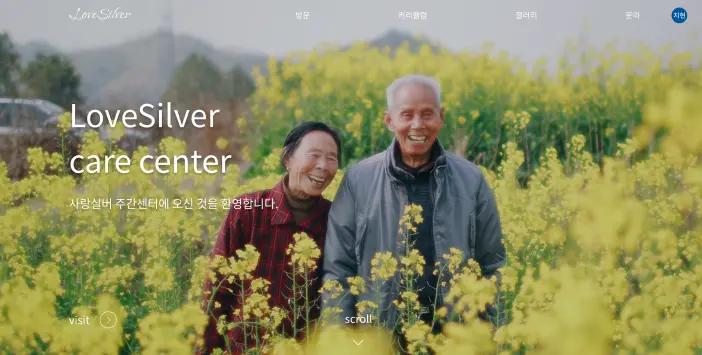 LoveSilver
방문
커리큘럼
갤러리
문의
지현
LoveSilver
care center
사랑실버 주간센터에 오신 것을 환영합니다.
visit
scroll